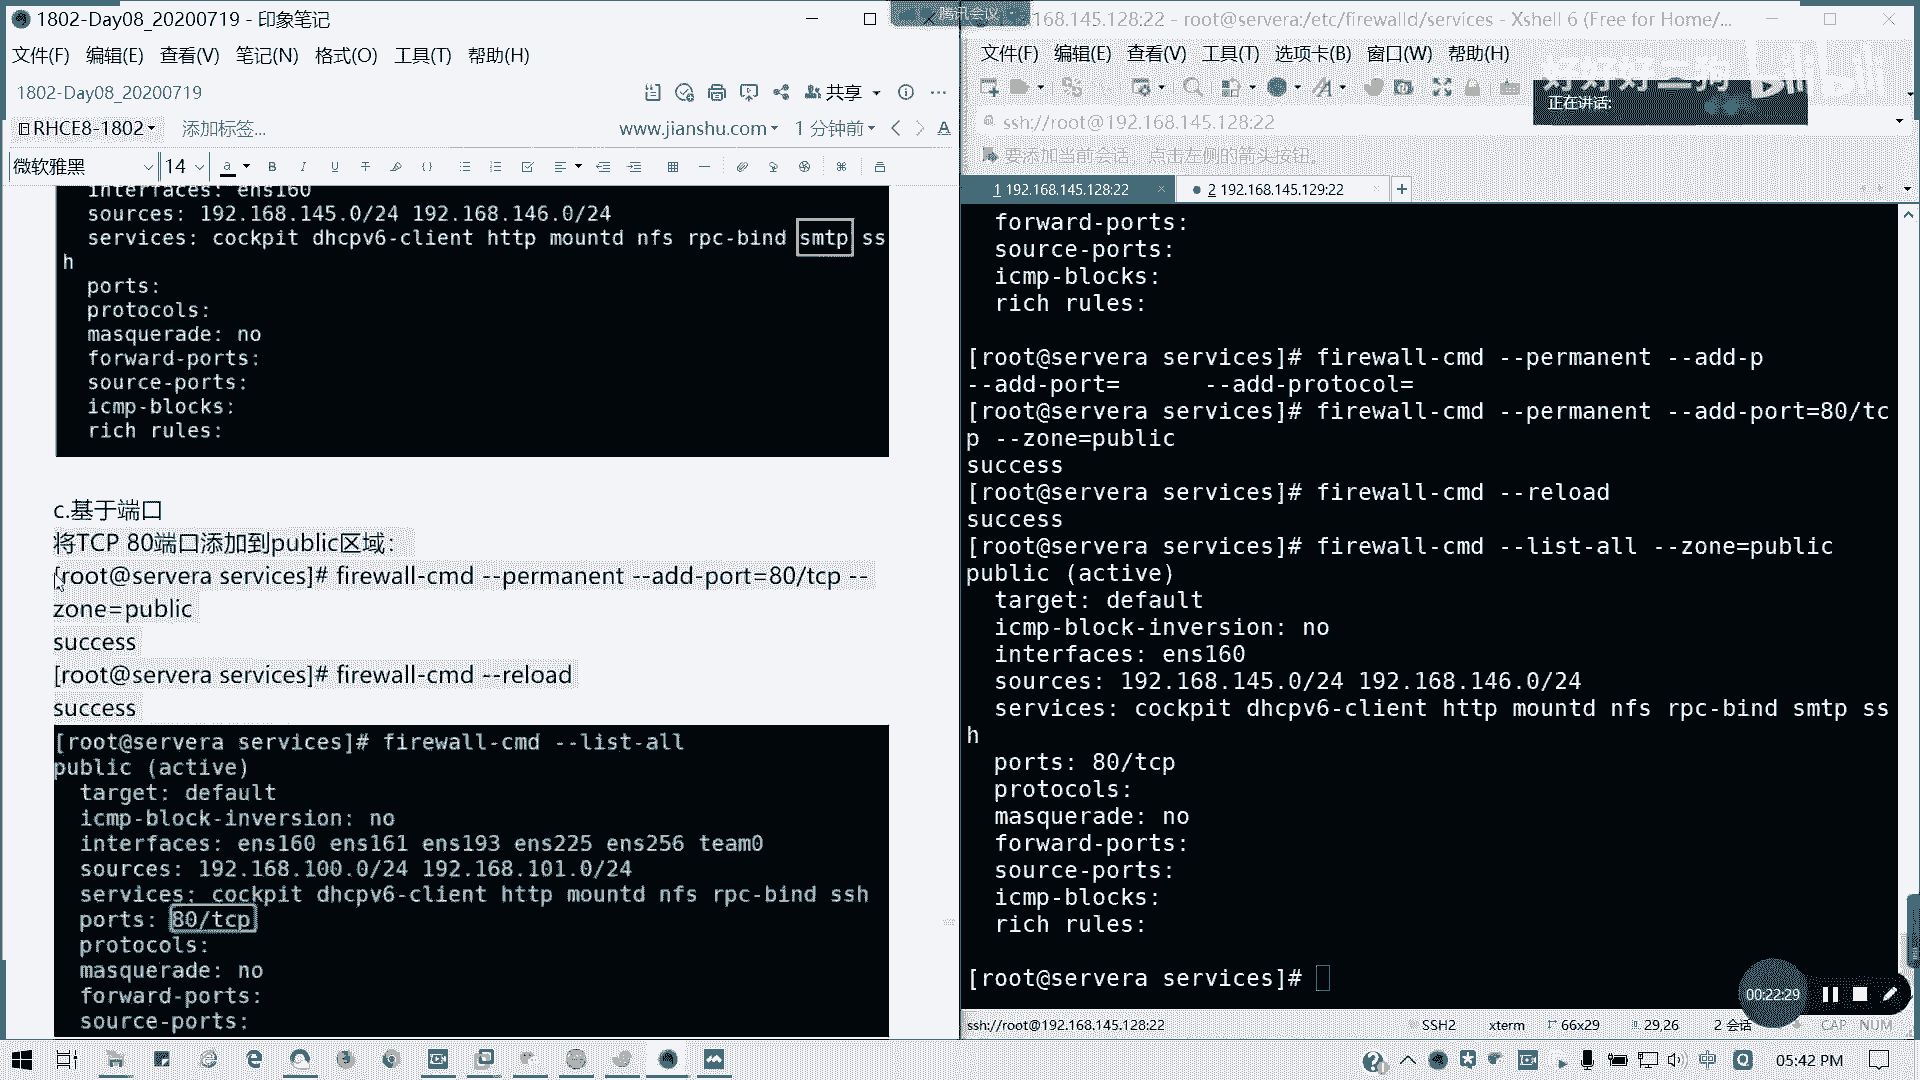 1802-Day08_20200719 - 印象笔记
文件(F) 编辑(E) 查看(V) 笔记(N) 格式(O) 工具(T) 帮助(H)
1802-Day08_20200719
共享
RHCE8-1802
添加标签...
www.jianshu.com
1 分钟前
微软雅黑
14
interfaces: ens160
sources: 192.168.145.0/24 192.168.146.0/24
services: cockpit dhcpv6-client http mountd nfs rpc-bind smtp ss
h
ports:
protocols:
masquerade: no
forward-ports:
source-ports:
icmp-blocks:
rich rules:
c.基于端口
将TCP 80端口添加到public区域:
[root@servera services]# firewall-cmd --permanent --add-port=80/tcp --
zone=public
success
[root@servera services]# firewall-cmd --reload
success
[root@servera services]# firewall-cmd --list-all
public (active)
target: default
icmp-block-inversion: no
interfaces: ens160 ens161 ens193 ens225 ens256 team0
sources: 192.168.100.0/24 192.168.101.0/24
services: cockpit dhcpv6-client http mountd nfs rpc-bind ssh
ports: 80/tcp
protocols:
masquerade: no
forward-ports:
source-ports:
腾讯会议
168.145.128:22 - root@servera:/etc/firewalld/services - Xshell 6 (Free for Home/...
文件(F) 编辑(E) 查看(V) 工具(T) 选项卡(B) 窗口(W) 帮助(H)
好好好二狗 bilibili
正在讲话:
ssh://root@192.168.145.128:22
要添加当前会话，点击左侧的箭头按钮。
1 192.168.145.128:22
2 192.168.145.129:22
forward-ports:
source-ports:
icmp-blocks:
rich rules:
[root@servera services]# firewall-cmd --permanent --add-p
--add-port= --add-protocol=
[root@servera services]# firewall-cmd --permanent --add-port=80/tc
p --zone=public
success
[root@servera services]# firewall-cmd --reload
success
[root@servera services]# firewall-cmd --list-all --zone=public
public (active)
target: default
icmp-block-inversion: no
interfaces: ens160
sources: 192.168.145.0/24 192.168.146.0/24
services: cockpit dhcpv6-client http mountd nfs rpc-bind smtp ss
h
ports: 80/tcp
protocols:
masquerade: no
forward-ports:
source-ports:
icmp-blocks:
rich rules:
[root@servera services]#
00:22:29
ssh://root@192.168.145.128:22
SSH2
xterm
66x29
29,26
2 会话
CAP NUM
中
05:42 PM